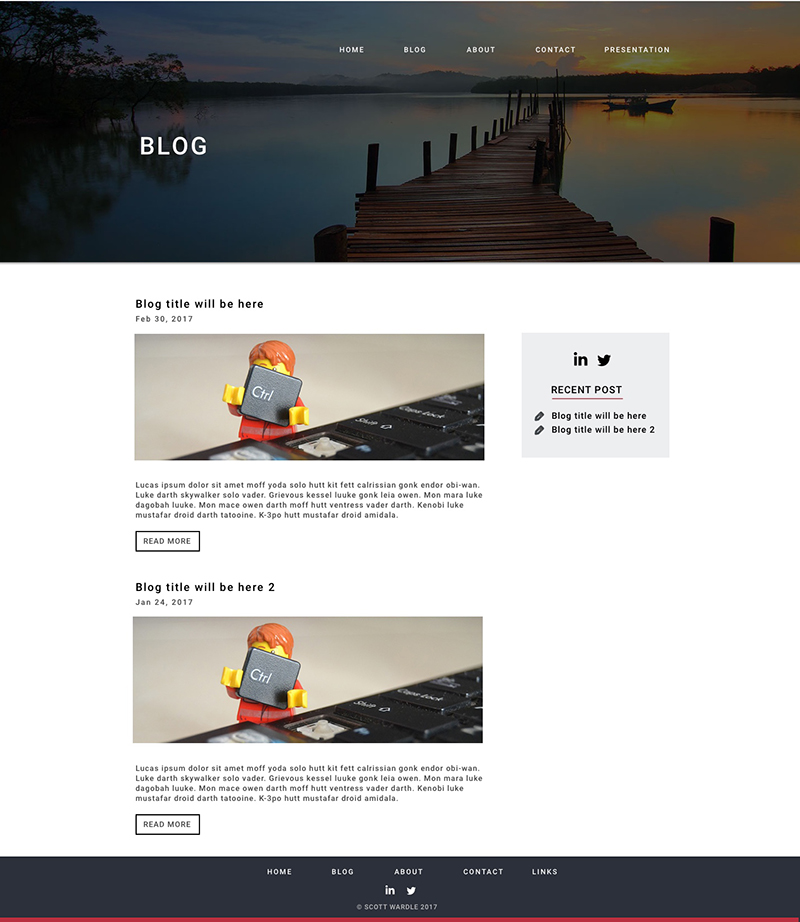 HOME BLOG ABOUT CONTACT PRESENTATION
BLOG
Blog title will be here
Feb 30, 2017
Ctrl
Caps Lock
Shift
Lucas ipsum dolor sit amet moff yoda solo hutt kit fett calrissian gonk endor obi-wan.
Luke darth skywalker solo vader. Grievous kessel luuke gonk leia owen. Mon mara luke
dagobah luuke. Mon mace owen darth moff hutt ventress vader darth. Kenobi luke
mustafar droid darth tatooine. K-3po hutt mustafar droid amidala.
READ MORE
in
RECENT POST
Blog title will be here
Blog title will be here 2
Blog title will be here 2
Jan 24, 2017
Ctrl
Caps Lock
Shift
Lucas ipsum dolor sit amet moff yoda solo hutt kit fett calrissian gonk endor obi-wan.
Luke darth skywalker solo vader. Grievous kessel luuke gonk leia owen. Mon mara luke
dagobah luuke. Mon mace owen darth moff hutt ventress vader darth. Kenobi luke
mustafar droid darth tatooine. K-3po hutt mustafar droid amidala.
READ MORE
HOME BLOG ABOUT CONTACT LINKS
in
© SCOTT WARDLE 2017